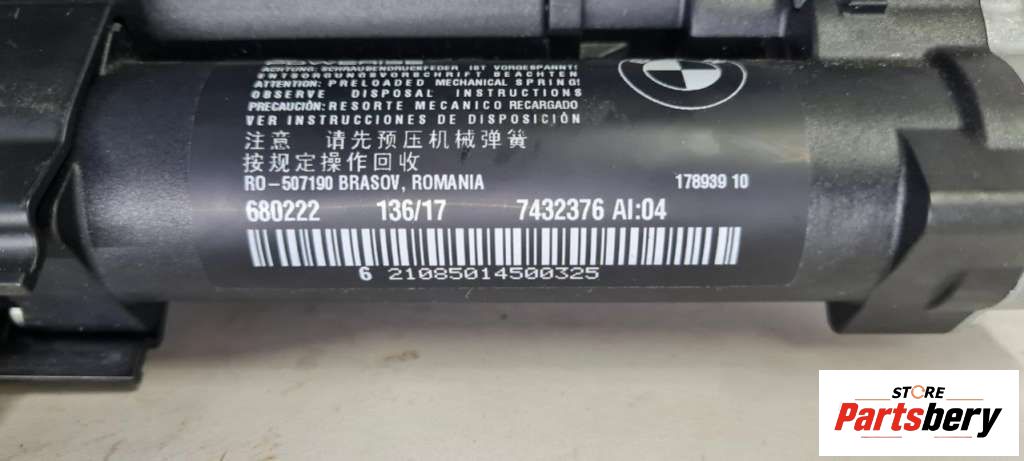 ACHTUNG: SCHRAUBENDRUCKFEDER IST VORGESPANNT!
ENTSORGUNGSVORSCHRIFT BEACHTEN
ATTENTION: PRELOADED MECHANICAL SPRING!
OBSERVE DISPOSAL INSTRUCTIONS
PRECAUCIÓN: RESORTE MECANICO RECARGADO
VER INSTRUCCIONES DE DISPOSICIÓN
注意 请先预压机械弹簧
按规定操作回收
RO-507190 BRASOV, ROMANIA 178939 10
680222 136/17 7432376 AI:04
6 21085014500325
STORE
Partsbery